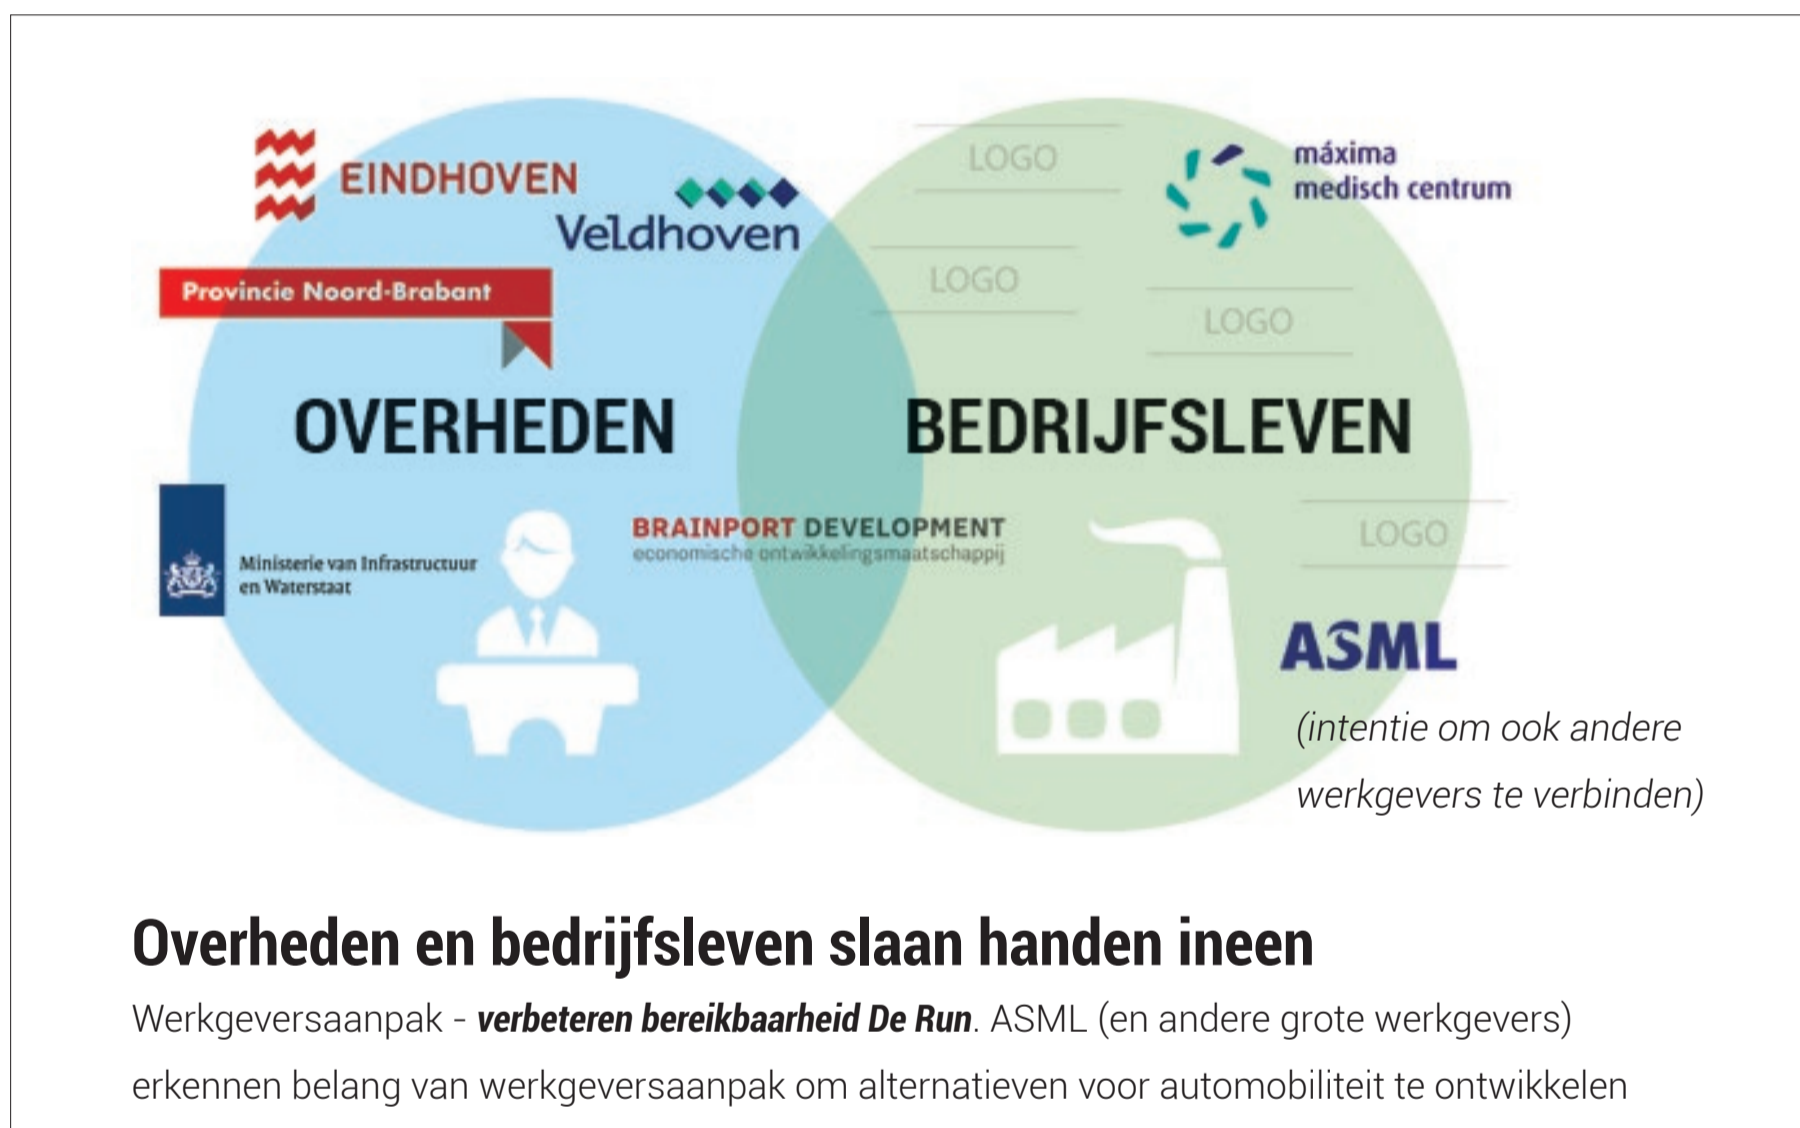 EINDHOVEN
Veldhoven
Provincie Noord-Brabant
LOGO
máxima
medisch centrum
LOGO
LOGO
OVERHEDEN
BEDRIJFSLEVEN
Ministerie van Infrastructuur
en Waterstaat
BRAINPORT DEVELOPMENT
economische ontwikkelingsmaatschappij
LOGO
ASML
(intentie om ook andere
werkgevers te verbinden)
Overheden en bedrijfsleven slaan handen ineen
Werkgeversaanpak - verbeteren bereikbaarheid De Run. ASML (en andere grote werkgevers)
erkennen belang van werkgeversaanpak om alternatieven voor automobiliteit te ontwikkelen